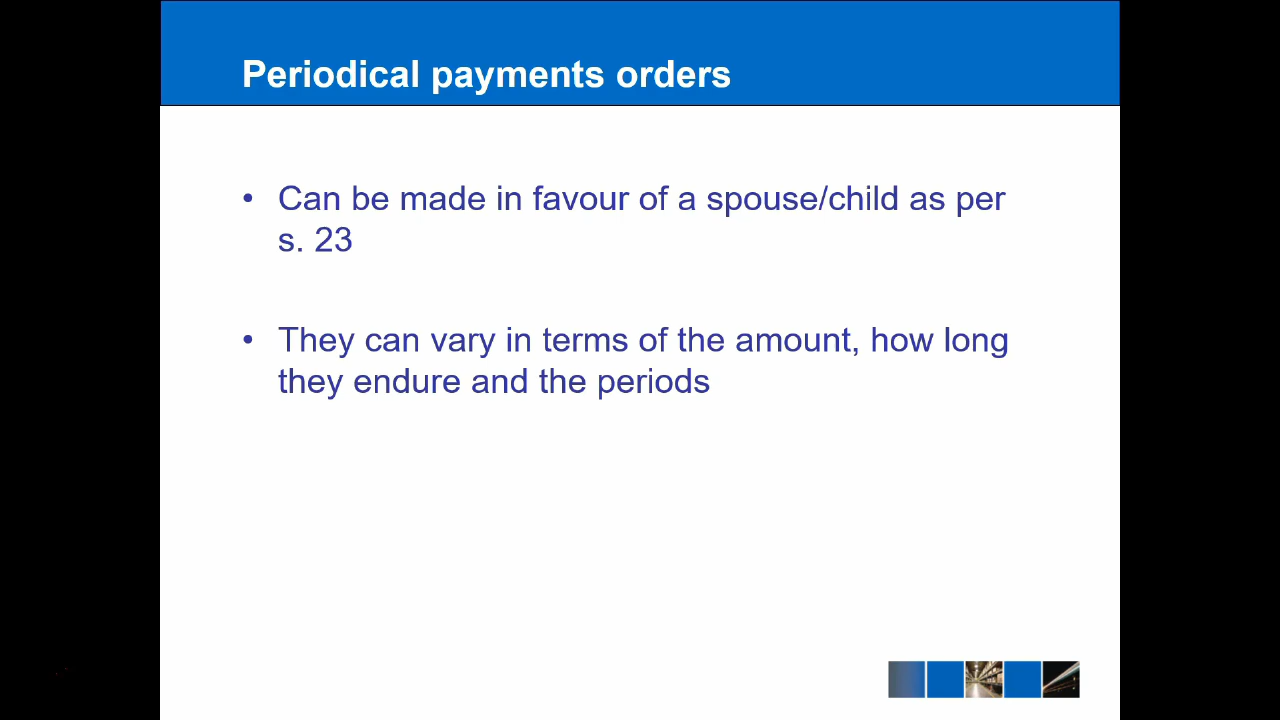 Periodical payments orders
• Can be made in favour of a spouse/child as per
s. 23
• They can vary in terms of the amount, how long
they endure and the periods